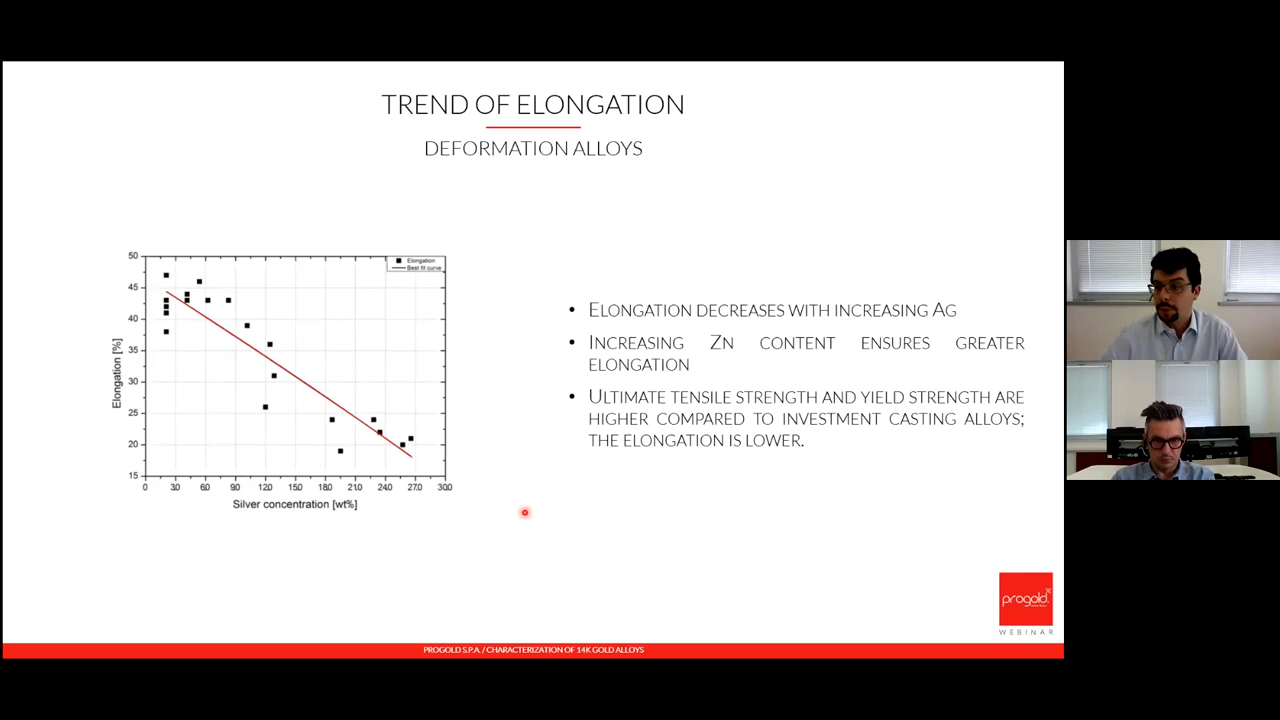 TREND OF ELONGATION
DEFORMATION ALLOYS
50
45
40
35
30
25
20
15
Elongation [%]
Elongation
Best fit curve
0 30 60 90 120 150 180 210 240 270 300
Silver concentration [wt%]
• ELONGATION DECREASES WITH INCREASING AG
• INCREASING ZN CONTENT ENSURES GREATER
ELONGATION
• ULTIMATE TENSILE STRENGTH AND YIELD STRENGTH ARE
HIGHER COMPARED TO INVESTMENT CASTING ALLOYS;
THE ELONGATION IS LOWER.
progold.
WEBINAR
PROGOLD S.P.A. / CHARACTERIZATION OF 14K GOLD ALLOYS